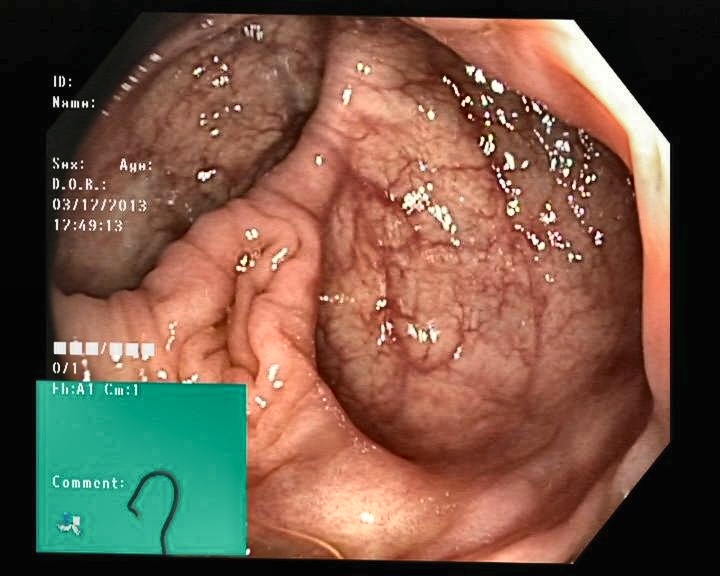 ID:
Name:
Sex: Age:
D.O.B.:
03/12/2013
12:49:13
■■■/■■■
0/1
Eh:A1 Cm:1
Comment: